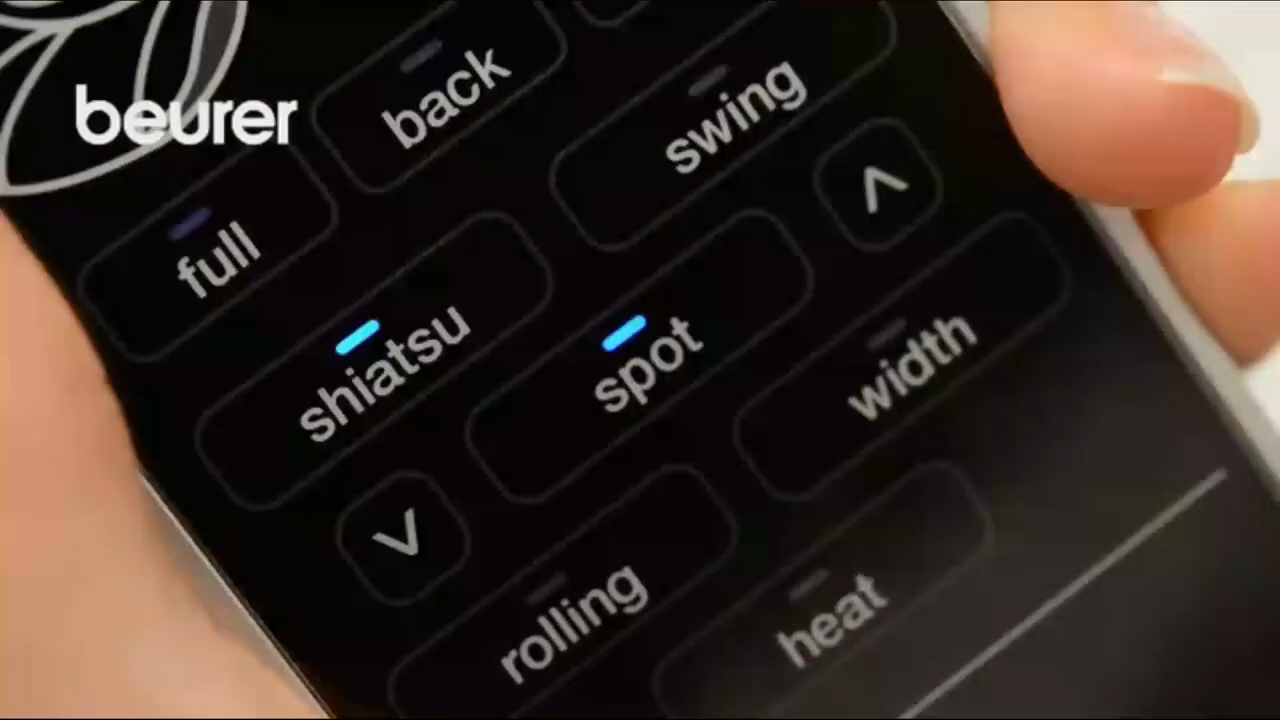 beurer
back
swing
full
shiatsu
spot
width
rolling
heat